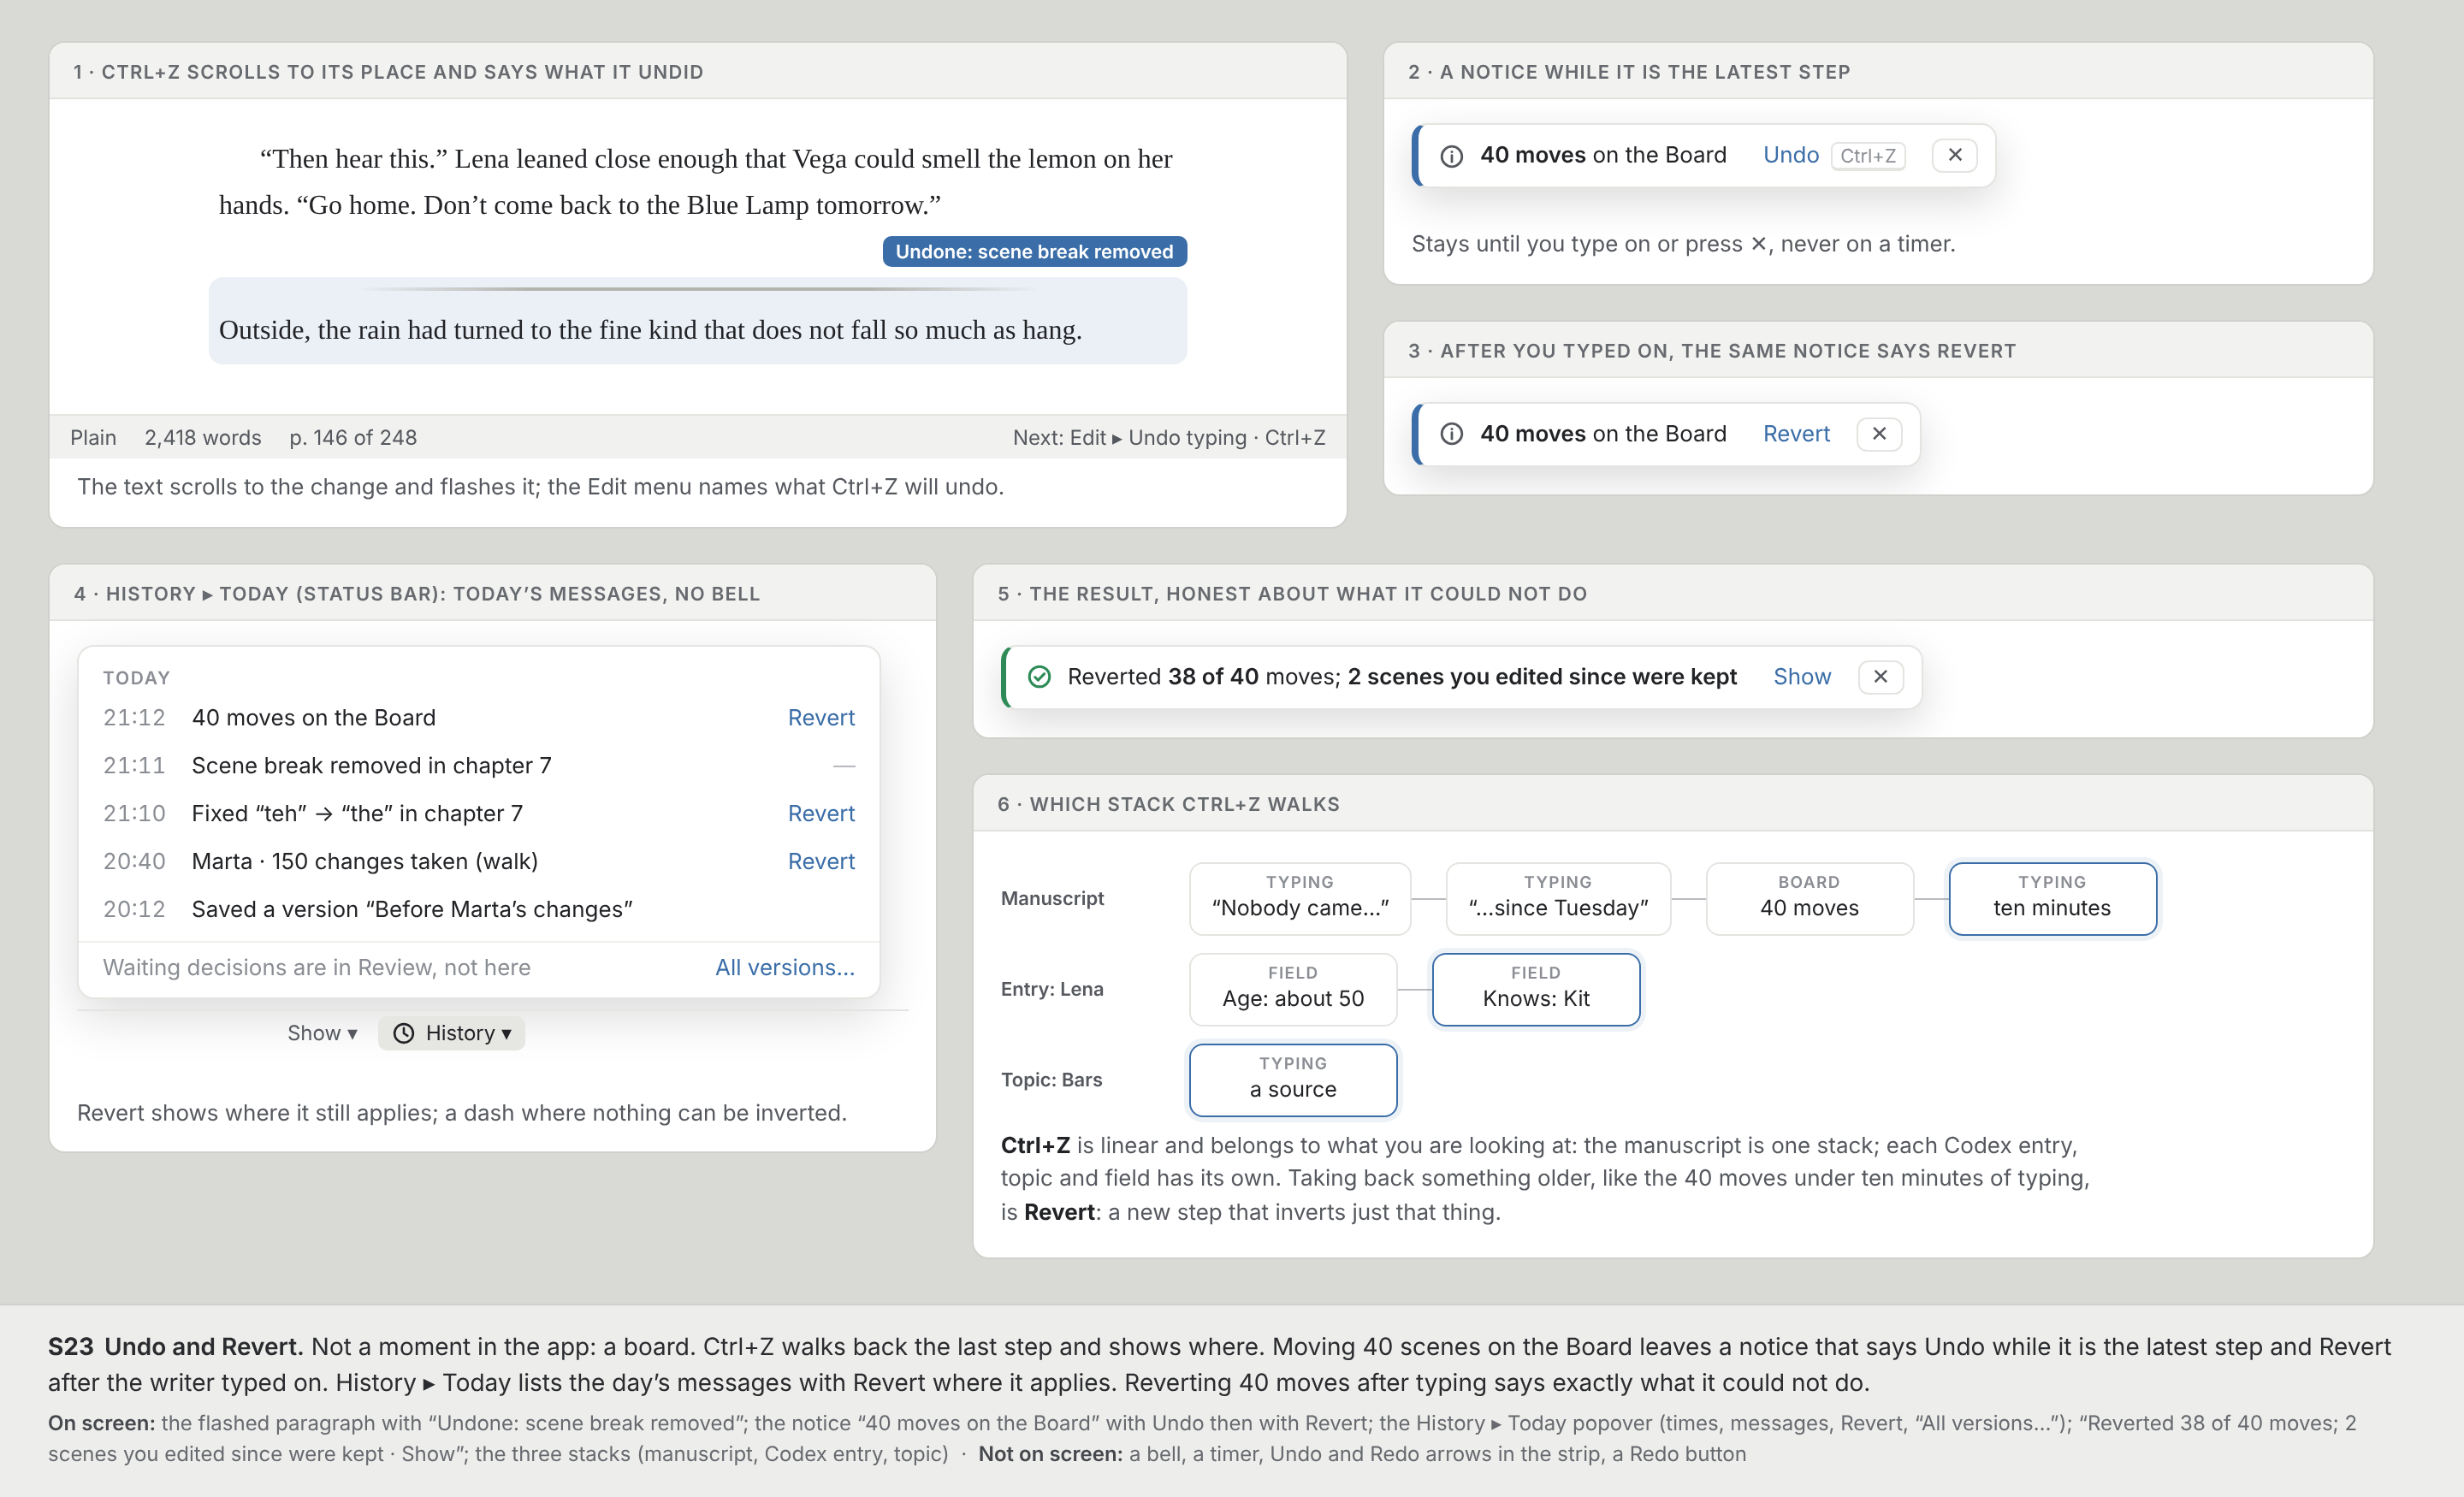 1 · CTRL+Z SCROLLS TO ITS PLACE AND SAYS WHAT IT UNDID
“Then hear this.” Lena leaned close enough that Vega could smell the lemon on her
hands. “Go home. Don’t come back to the Blue Lamp tomorrow.”
Undone: scene break removed
Outside, the rain had turned to the fine kind that does not fall so much as hang.
Plain 2,418 words p. 146 of 248 Next: Edit ▸ Undo typing · Ctrl+Z
The text scrolls to the change and flashes it; the Edit menu names what Ctrl+Z will undo.
2 · A NOTICE WHILE IT IS THE LATEST STEP
40 moves on the Board Undo Ctrl+Z ✕
Stays until you type on or press ✕, never on a timer.
3 · AFTER YOU TYPED ON, THE SAME NOTICE SAYS REVERT
40 moves on the Board Revert ✕
4 · HISTORY ▸ TODAY (STATUS BAR): TODAY’S MESSAGES, NO BELL
TODAY
21:12 40 moves on the Board Revert
21:11 Scene break removed in chapter 7 —
21:10 Fixed “teh” → “the” in chapter 7 Revert
20:40 Marta · 150 changes taken (walk) Revert
20:12 Saved a version “Before Marta’s changes”
Waiting decisions are in Review, not here All versions…
Show ▾ History ▾
Revert shows where it still applies; a dash where nothing can be inverted.
5 · THE RESULT, HONEST ABOUT WHAT IT COULD NOT DO
Reverted 38 of 40 moves; 2 scenes you edited since were kept Show ✕
6 · WHICH STACK CTRL+Z WALKS
TYPING TYPING BOARD TYPING
Manuscript “Nobody came…” “…since Tuesday” 40 moves ten minutes
FIELD FIELD
Entry: Lena Age: about 50 Knows: Kit
TYPING
Topic: Bars a source
Ctrl+Z is linear and belongs to what you are looking at: the manuscript is one stack; each Codex entry,
topic and field has its own. Taking back something older, like the 40 moves under ten minutes of typing,
is Revert: a new step that inverts just that thing.
S23 Undo and Revert. Not a moment in the app: a board. Ctrl+Z walks back the last step and shows where. Moving 40 scenes on the Board leaves a notice that says Undo while it is the latest step and Revert
after the writer typed on. History ▸ Today lists the day’s messages with Revert where it applies. Reverting 40 moves after typing says exactly what it could not do.
On screen: the flashed paragraph with “Undone: scene break removed”; the notice “40 moves on the Board” with Undo then with Revert; the History ▸ Today popover (times, messages, Revert, “All versions…”); “Reverted 38 of 40 moves; 2
scenes you edited since were kept · Show”; the three stacks (manuscript, Codex entry, topic) · Not on screen: a bell, a timer, Undo and Redo arrows in the strip, a Redo button